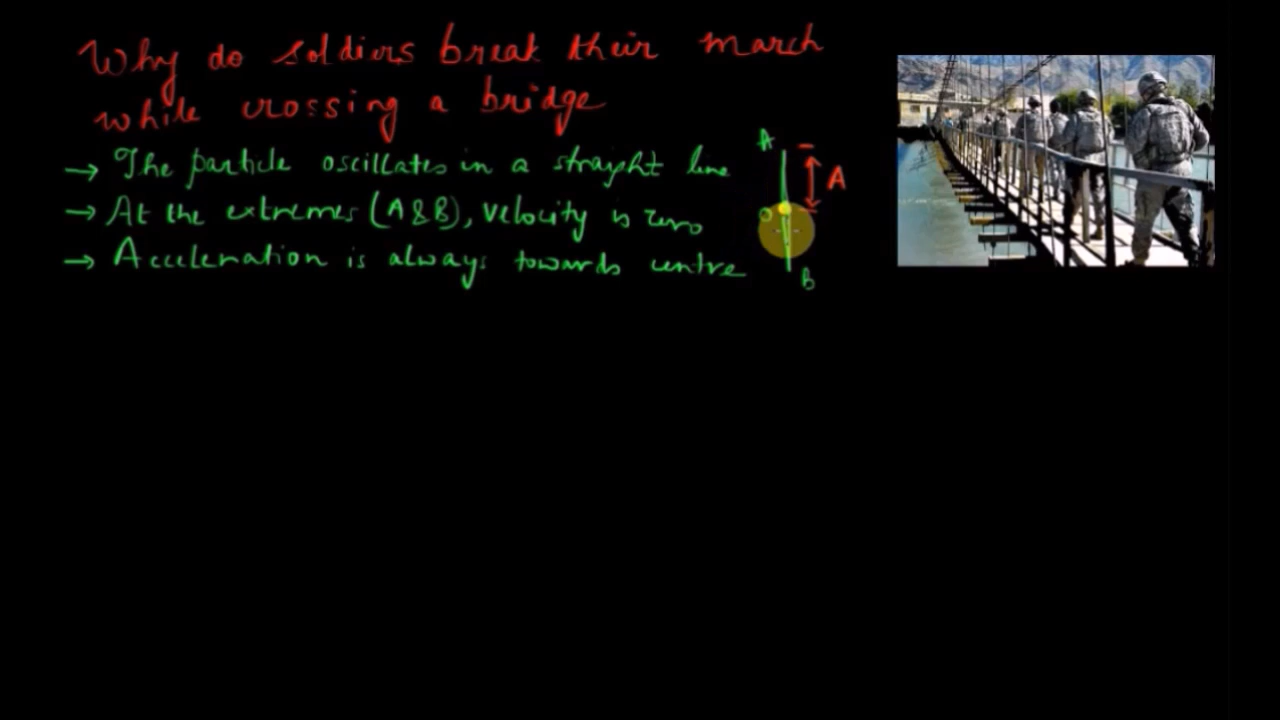 Why do soldiers break their march
while crossing a bridge
→ The particle oscillates in a straight line
→ At the extremes (A&B), velocity is zero
→ Acceleration is always towards centre
A
A
O
B